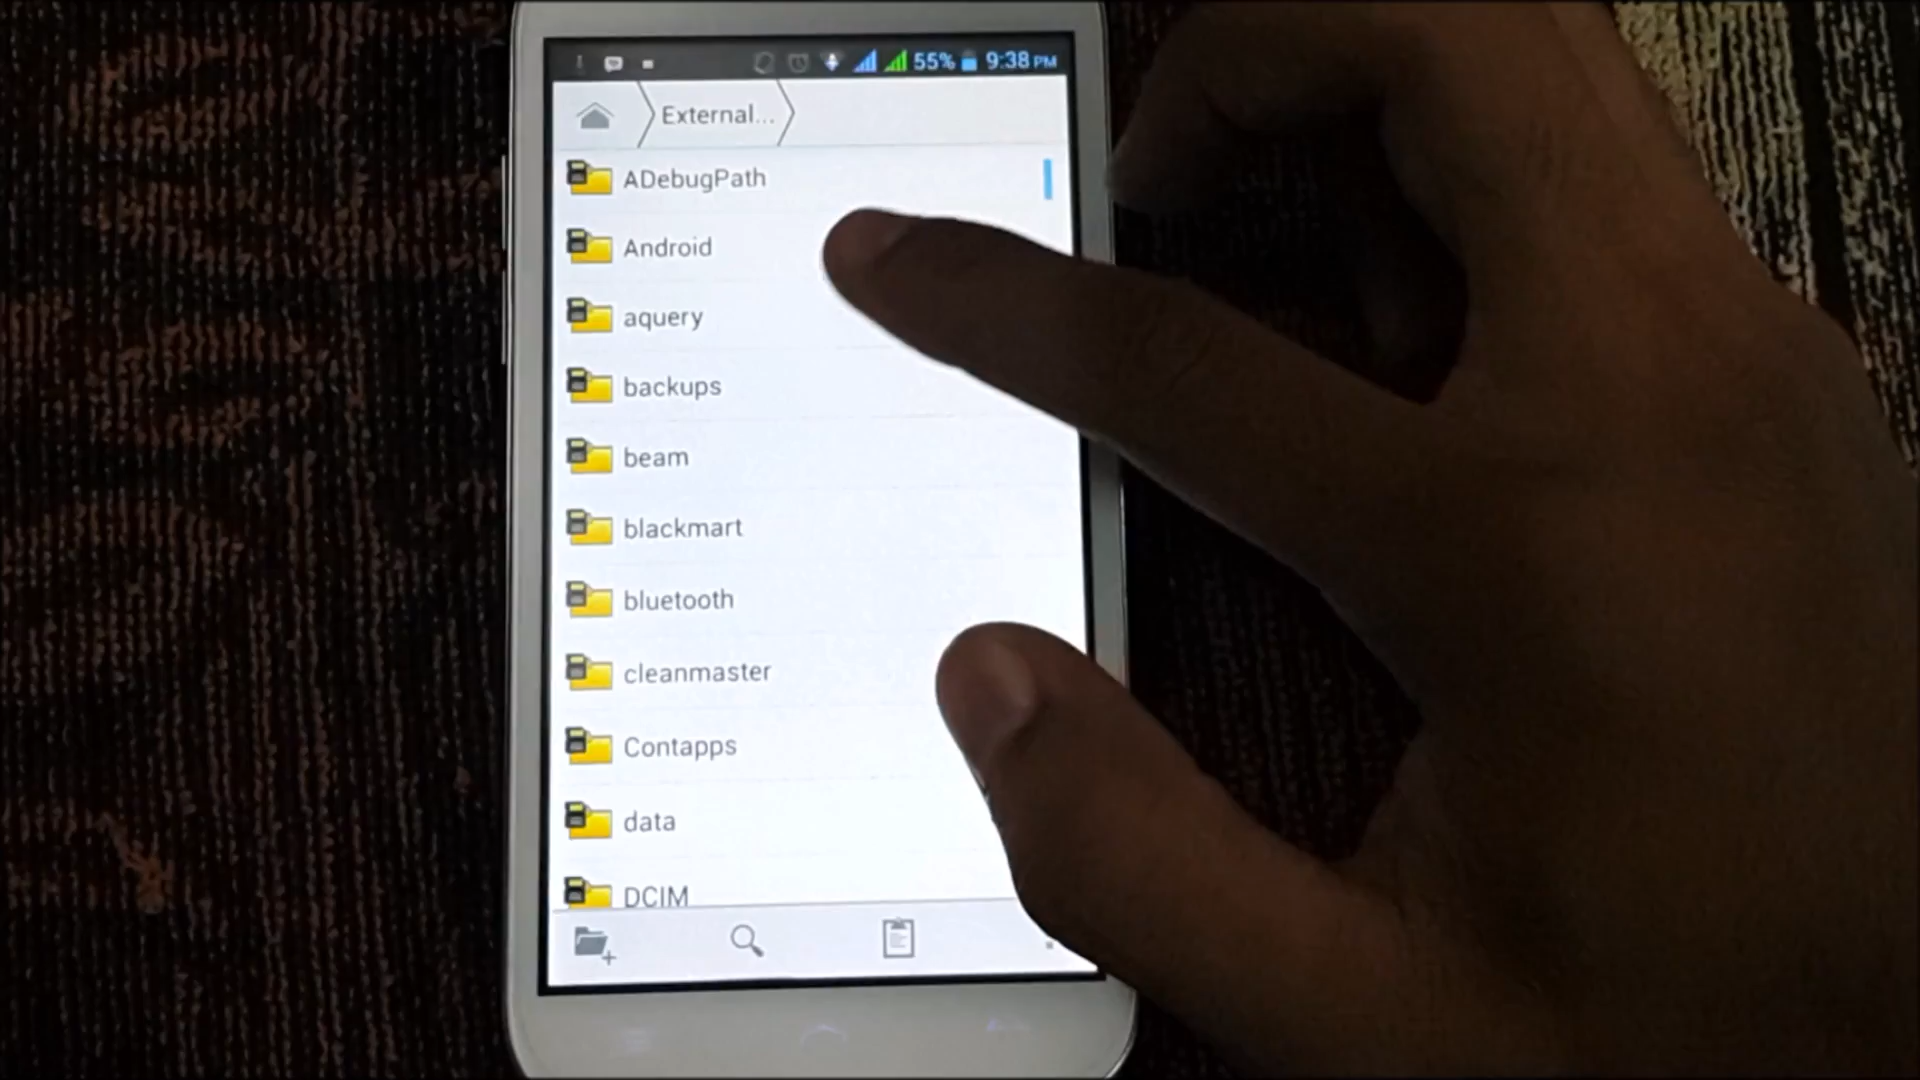 55% 9:38 PM
External...
ADebugPath
Android
aquery
backups
beam
blackmart
bluetooth
cleanmaster
Contapps
data
DCIM